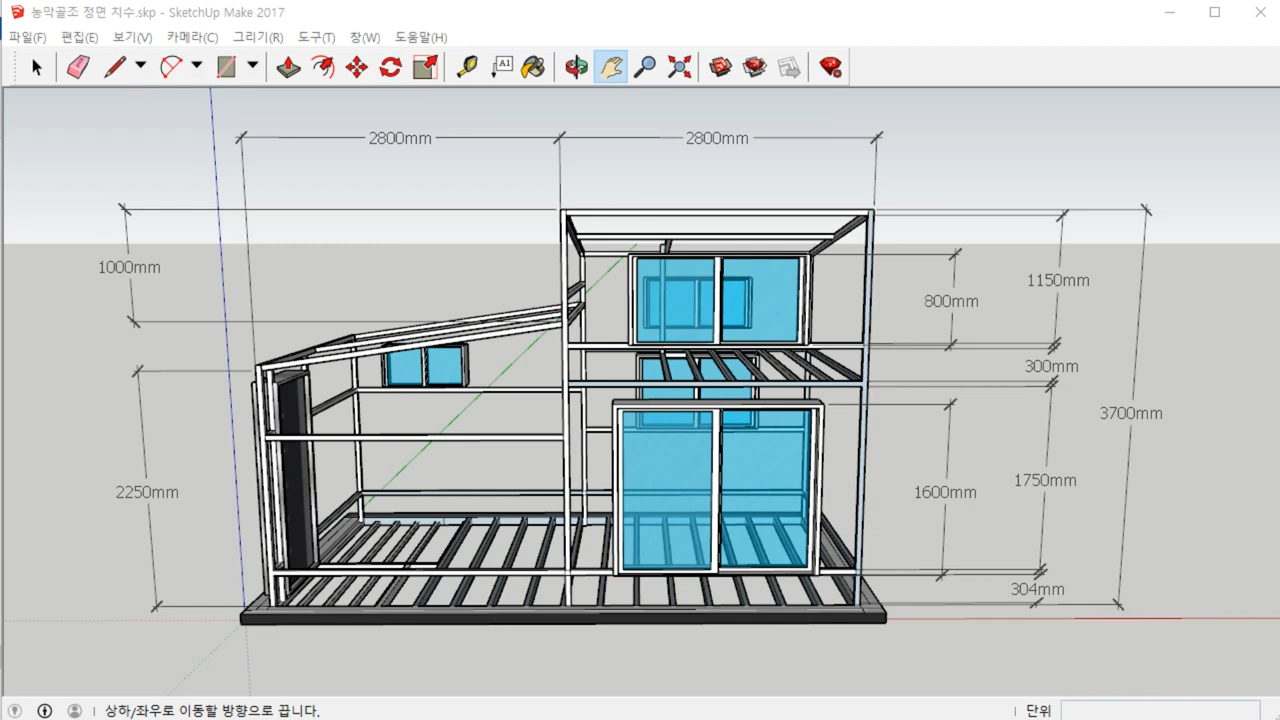 농막골조 정면 치수.skp - SketchUp Make 2017
파일(F) 편집(E) 보기(V) 카메라(C) 그리기(R) 도구(T) 창(W) 도움말(H)
A1
2800mm 2800mm
1000mm
1150mm
800mm
300mm
3700mm
2250mm
1600mm
1750mm
304mm
상하/좌우로 이동할 방향으로 끕니다.
단위